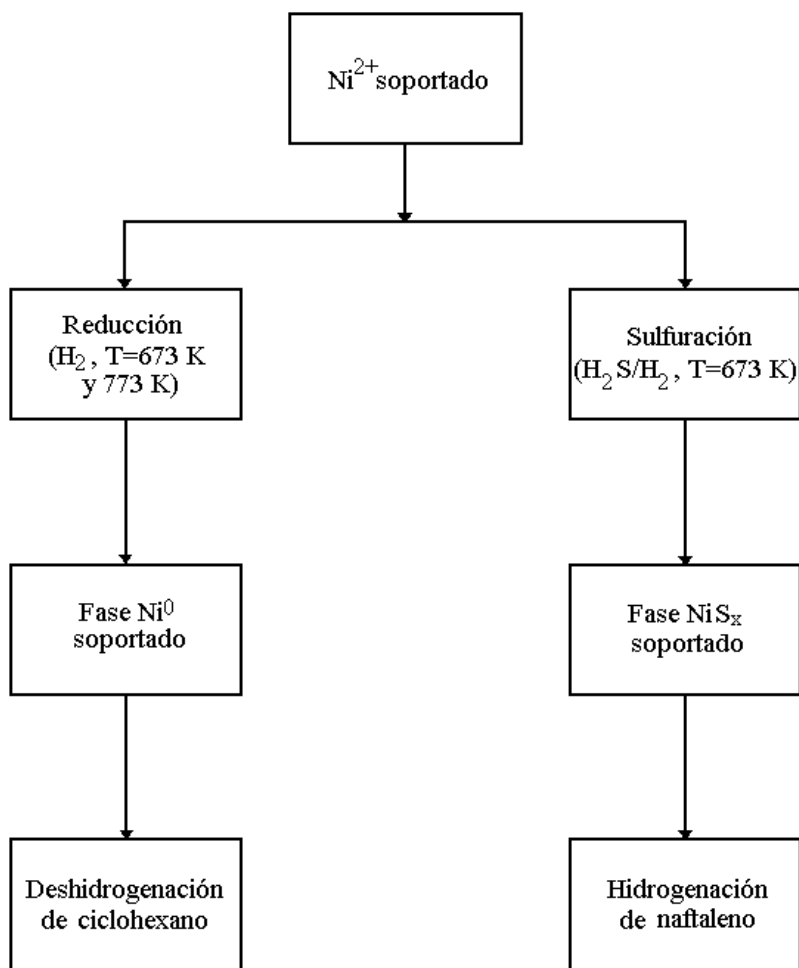 Ni²⁺ soportado
Reducción
(H₂, T=673 K
y 773 K)
Sulfuración
(H₂S/H₂, T=673 K)
Fase Ni⁰
soportado
Fase NiSₓ
soportado
Deshidrogenación
de ciclohexano
Hidrogenación
de naftaleno